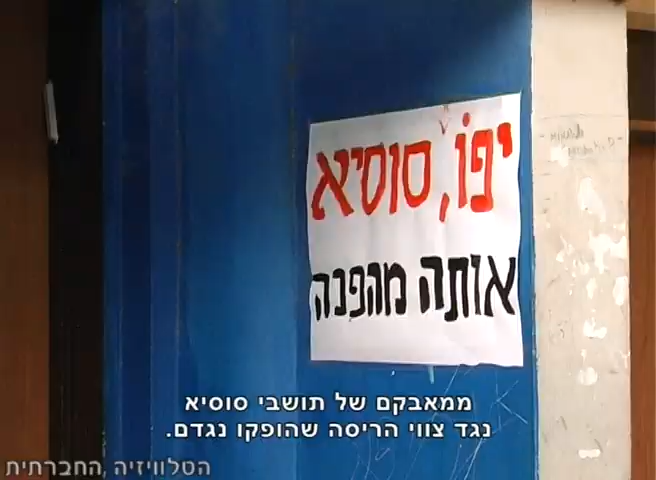 יפו, סוסיא
אותה מהפכה
ממאבקם של תושבי סוסיא
נגד צווי הריסה שהופקו נגדם.
הטלוויזיה החברתית